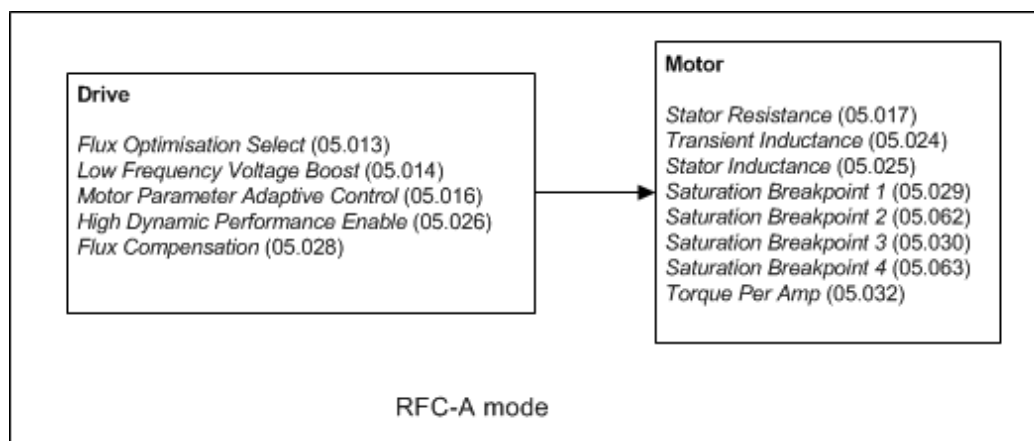 Drive
Flux Optimisation Select (05.013)
Low Frequency Voltage Boost (05.014)
Motor Parameter Adaptive Control (05.016)
High Dynamic Performance Enable (05.026)
Flux Compensation (05.028)
Motor
Stator Resistance (05.017)
Transient Inductance (05.024)
Stator Inductance (05.025)
Saturation Breakpoint 1 (05.029)
Saturation Breakpoint 2 (05.062)
Saturation Breakpoint 3 (05.030)
Saturation Breakpoint 4 (05.063)
Torque Per Amp (05.032)
RFC-A mode